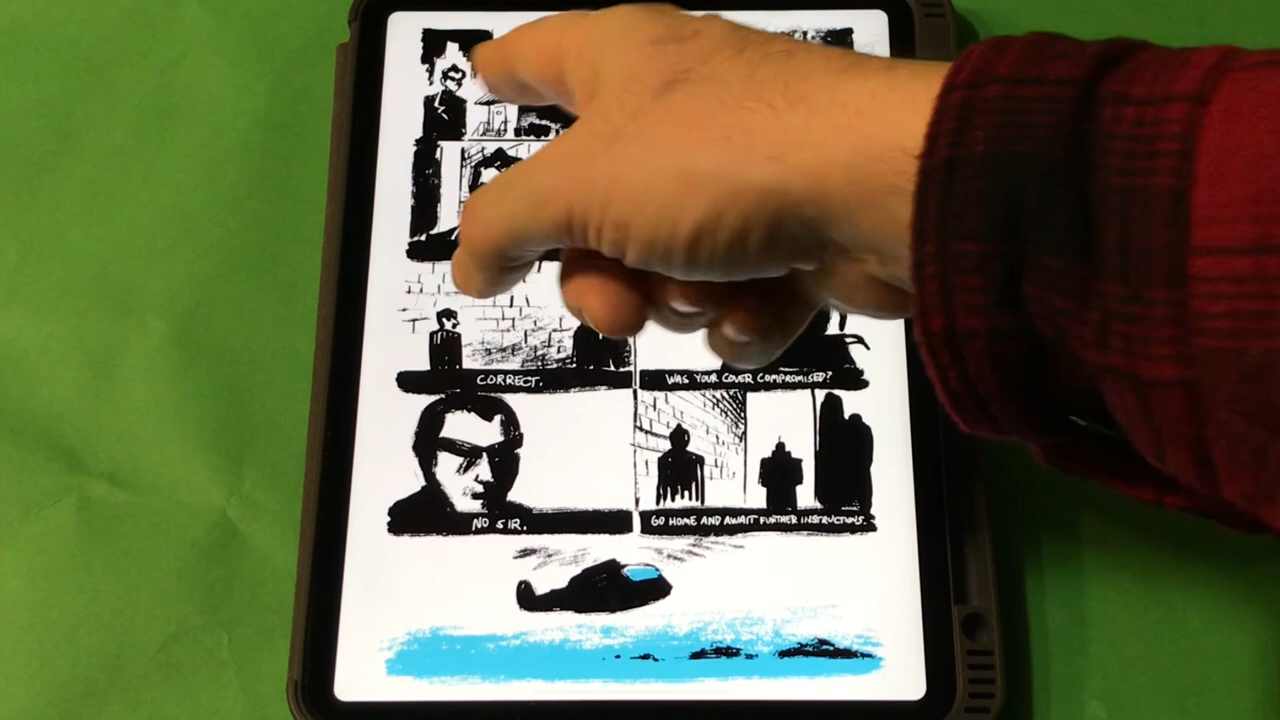 CORRECT.
WAS YOUR COVER COMPROMISED?
NO SIR.
GO HOME AND AWAIT FURTHER INSTRUCTIONS.